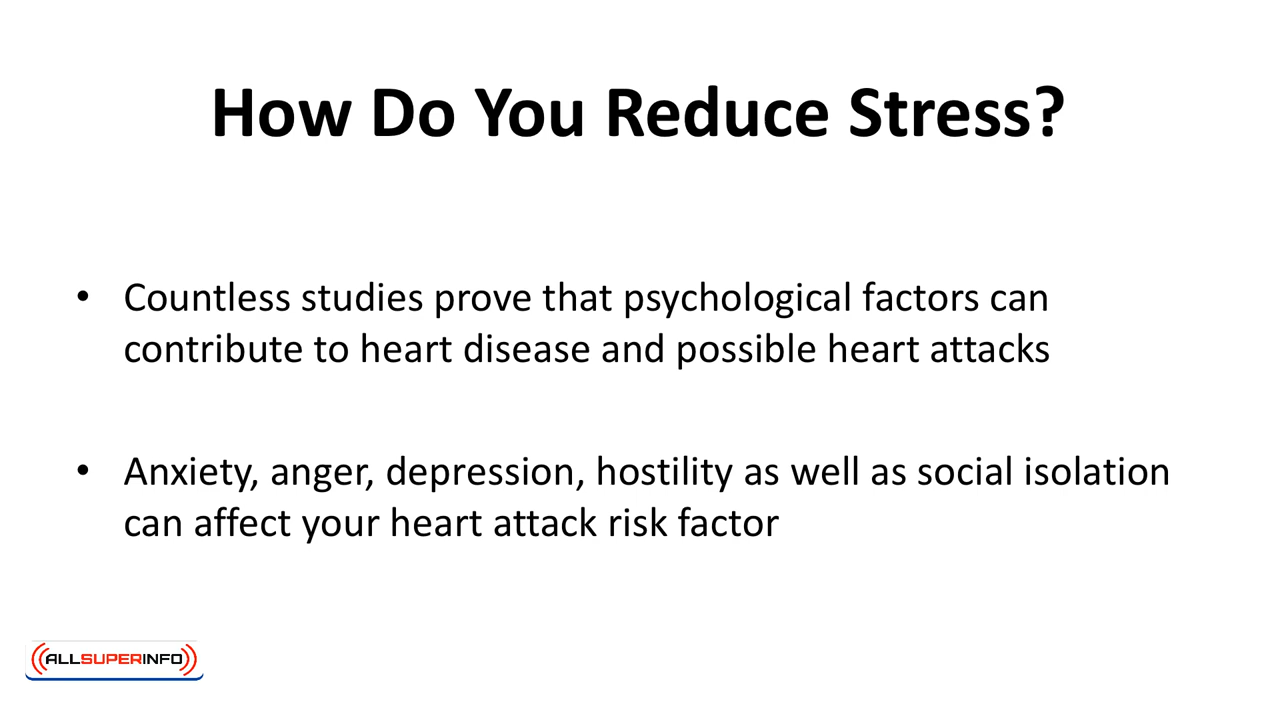 How Do You Reduce Stress?
• Countless studies prove that psychological factors can
contribute to heart disease and possible heart attacks
• Anxiety, anger, depression, hostility as well as social isolation
can affect your heart attack risk factor
ALLSUPERINFO